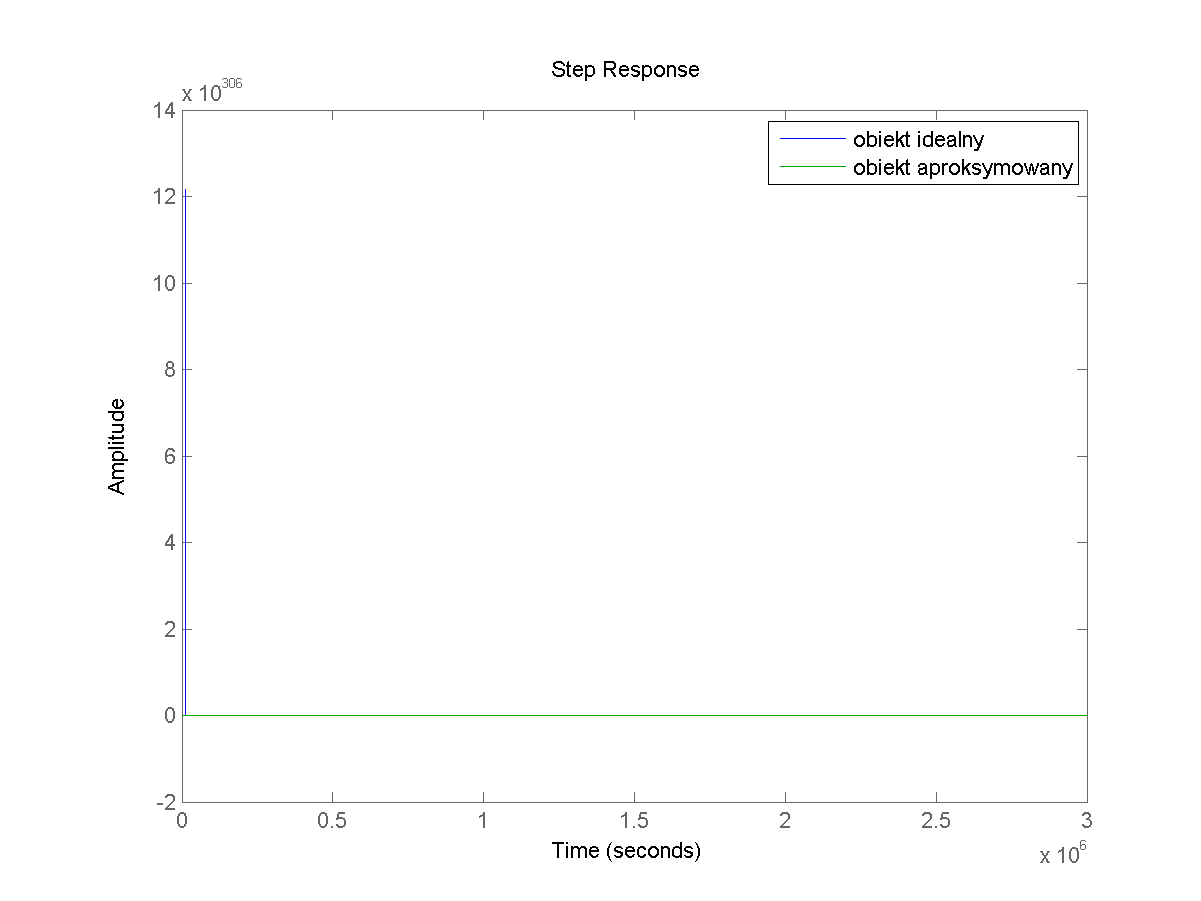 Step Response
x 10^306
14
12
10
8
6
4
2
0
-2
Amplitude
obiekt idealny
obiekt aproksymowany
0 0.5 1 1.5 2 2.5 3
Time (seconds)
x 10^6